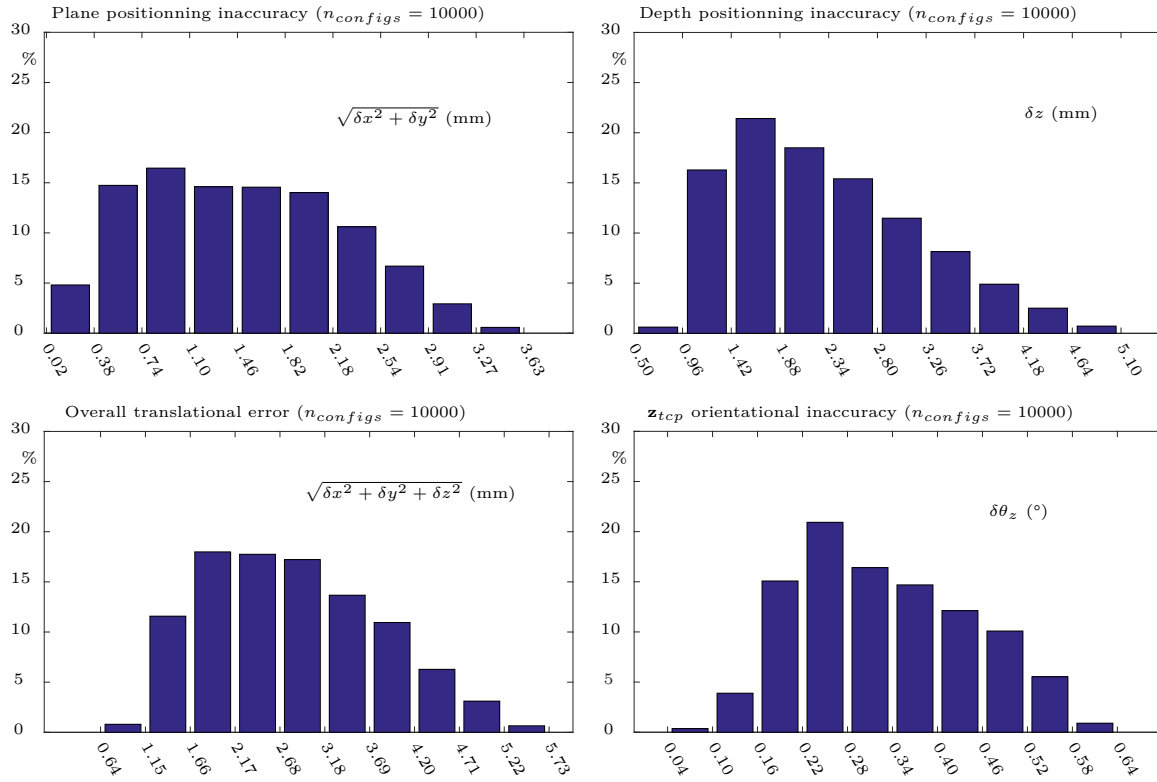 Plane positionning inaccuracy (n_configs = 10000)
30
%
25
20
15
10
5
0
√δx² + δy² (mm)
0.02 0.38 0.74 1.10 1.46 1.82 2.18 2.54 2.91 3.27 3.63
Depth positionning inaccuracy (n_configs = 10000)
30
%
25
20
15
10
5
0
δz (mm)
0.50 0.96 1.42 1.88 2.34 2.80 3.26 3.72 4.18 4.64 5.10
Overall translational error (n_configs = 10000)
30
%
25
20
15
10
5
0
√δx² + δy² + δz² (mm)
0.64 1.15 1.66 2.17 2.68 3.18 3.69 4.20 4.71 5.22 5.73
z_tcp orientational inaccuracy (n_configs = 10000)
30
%
25
20
15
10
5
0
δθ_z (°)
0.04 0.10 0.16 0.22 0.28 0.34 0.40 0.46 0.52 0.58 0.64